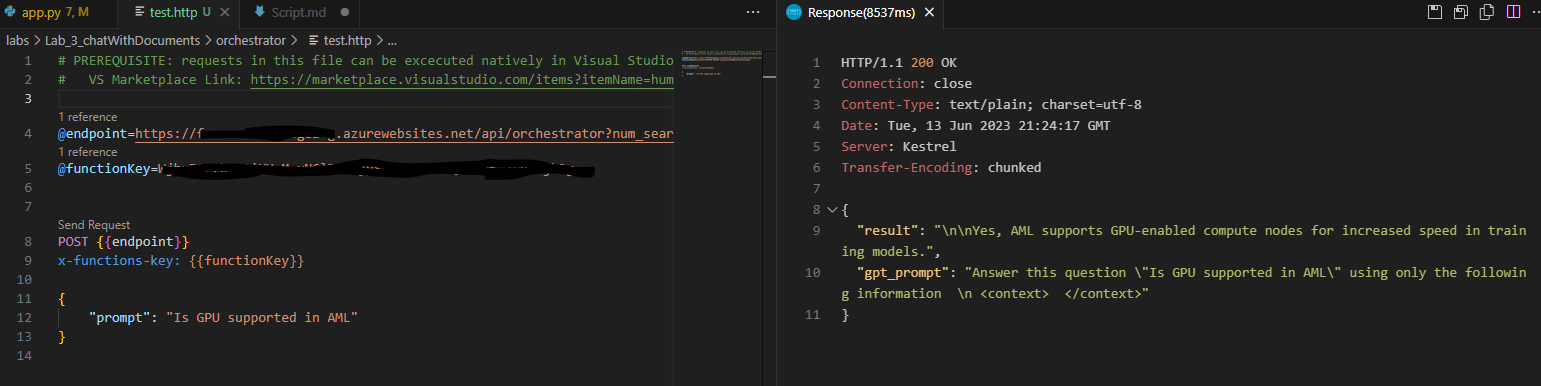 app.py 7, M
test.http U
Script.md
labs > Lab_3_chatWithDocuments > orchestrator > test.http > ...
1 # PREREQUISITE: requests in this file can be excecuted natively in Visual Studio
2 #   VS Marketplace Link: https://marketplace.visualstudio.com/items?itemName=hum
3
1 reference
4 @endpoint=https://f .azurewebsites.net/api/orchestrator?num_sear
1 reference
5 @functionKey=
6
7
Send Request
8 POST {{endpoint}}
9 x-functions-key: {{functionKey}}
10
11 {
12     "prompt": "Is GPU supported in AML"
13 }
14
Response(8537ms)
1 HTTP/1.1 200 OK
2 Connection: close
3 Content-Type: text/plain; charset=utf-8
4 Date: Tue, 13 Jun 2023 21:24:17 GMT
5 Server: Kestrel
6 Transfer-Encoding: chunked
7
8 {
9   "result": "\n\nYes, AML supports GPU-enabled compute nodes for increased speed in train
ing models.",
10   "gpt_prompt": "Answer this question \"Is GPU supported in AML\" using only the followin
g information  \n <context>  </context>"
11 }